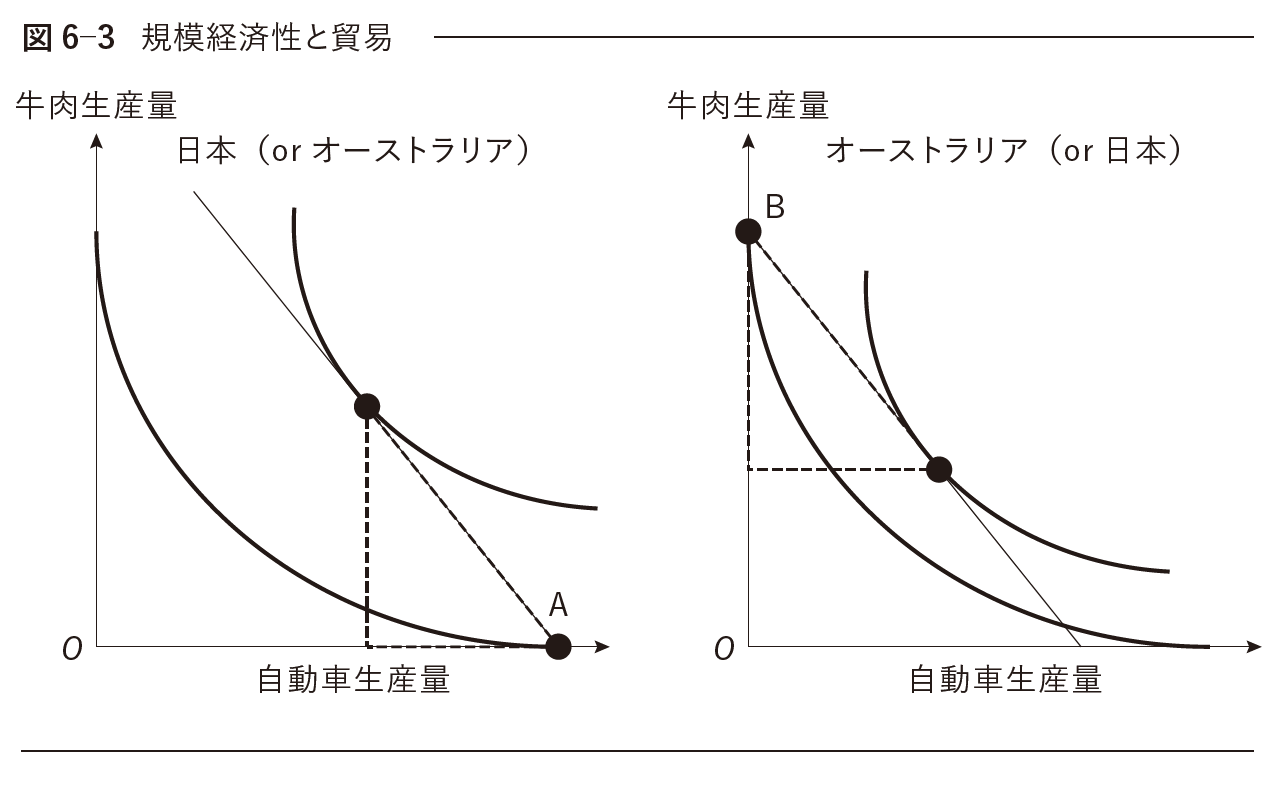 図 6–3 規模経済性と貿易
牛肉生産量
日本（or オーストラリア）
A
O
自動車生産量
牛肉生産量
オーストラリア（or 日本）
B
O
自動車生産量